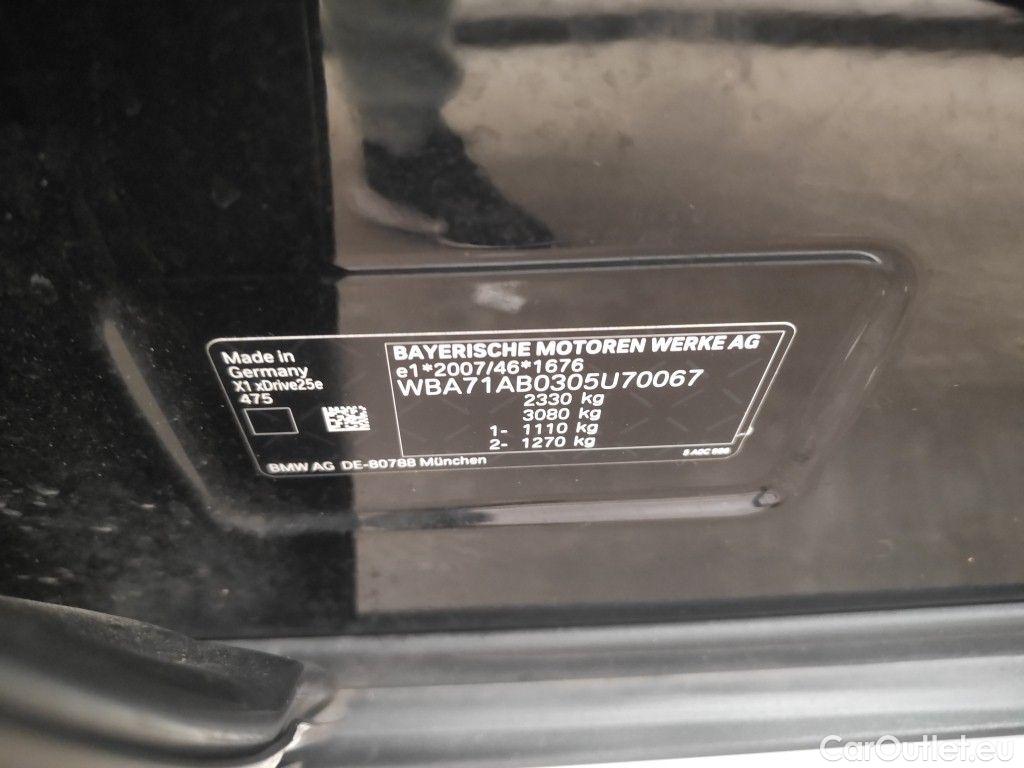 Made in
Germany
X1 xDrive25e
475
BAYERISCHE MOTOREN WERKE AG
e1*2007/46*1676
WBA71AB0305U70067
2330 kg
3080 kg
1- 1110 kg
2- 1270 kg
BMW AG DE-80788 München
CarOutlet.eu